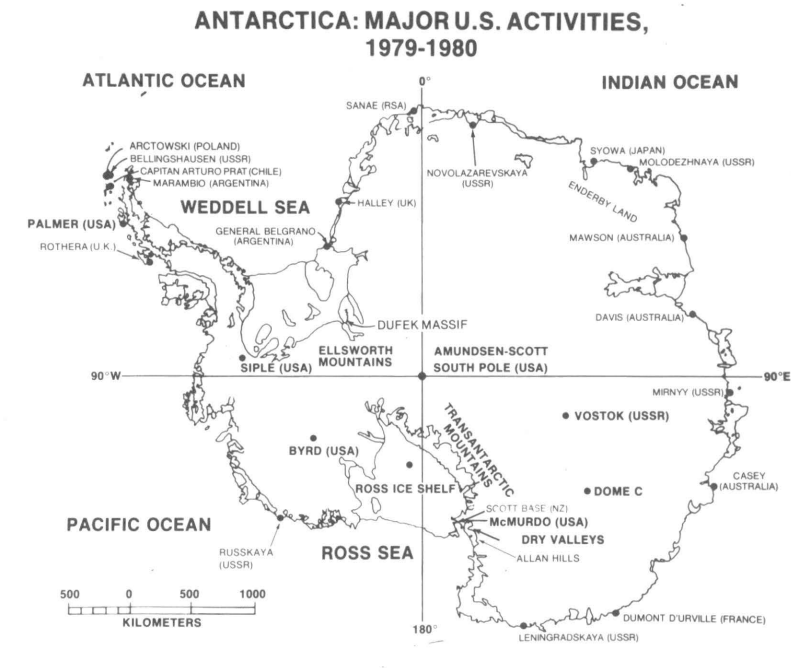 ANTARCTICA: MAJOR U.S. ACTIVITIES,
1979-1980
ATLANTIC OCEAN
0°
INDIAN OCEAN
SANAE (RSA)
ARCTOWSKI (POLAND)
BELLINGSHAUSEN (USSR)
CAPITAN ARTURO PRAT (CHILE)
MARAMBIO (ARGENTINA)
NOVOLAZAREVSKAYA
(USSR)
SYOWA (JAPAN)
MOLODEZHNAYA (USSR)
ENDERBY LAND
WEDDELL SEA
HALLEY (UK)
PALMER (USA)
ROTHERA (U.K.)
GENERAL BELGRANO
(ARGENTINA)
MAWSON (AUSTRALIA)
DAVIS (AUSTRALIA)
DUFEK MASSIF
ELLSWORTH
MOUNTAINS
SIPLE (USA)
AMUNDSEN-SCOTT
SOUTH POLE (USA)
90°W
90°E
MIRNYY (USSR)
VOSTOK (USSR)
TRANSANTARCTIC
MOUNTAINS
BYRD (USA)
ROSS ICE SHELF
DOME C
CASEY
(AUSTRALIA)
SCOTT BASE (NZ)
McMURDO (USA)
DRY VALLEYS
ALLAN HILLS
PACIFIC OCEAN
RUSSKAYA
(USSR)
ROSS SEA
500 0 500 1000
KILOMETERS
180°
DUMONT D'URVILLE (FRANCE)
LENINGRADSKAYA (USSR)